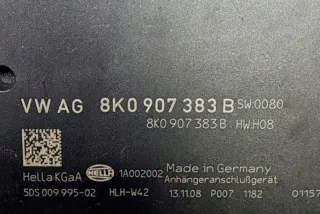 VW AG 8K0 907 383 B SW:0080
8K0 907 383 B HW:H08
Hella KGaA HELLA 1A002002 Made in Germany
Anhängeranschlußgerät
5DS 009 995-02 HLH-W42 13.11.08 P007 1182 01157